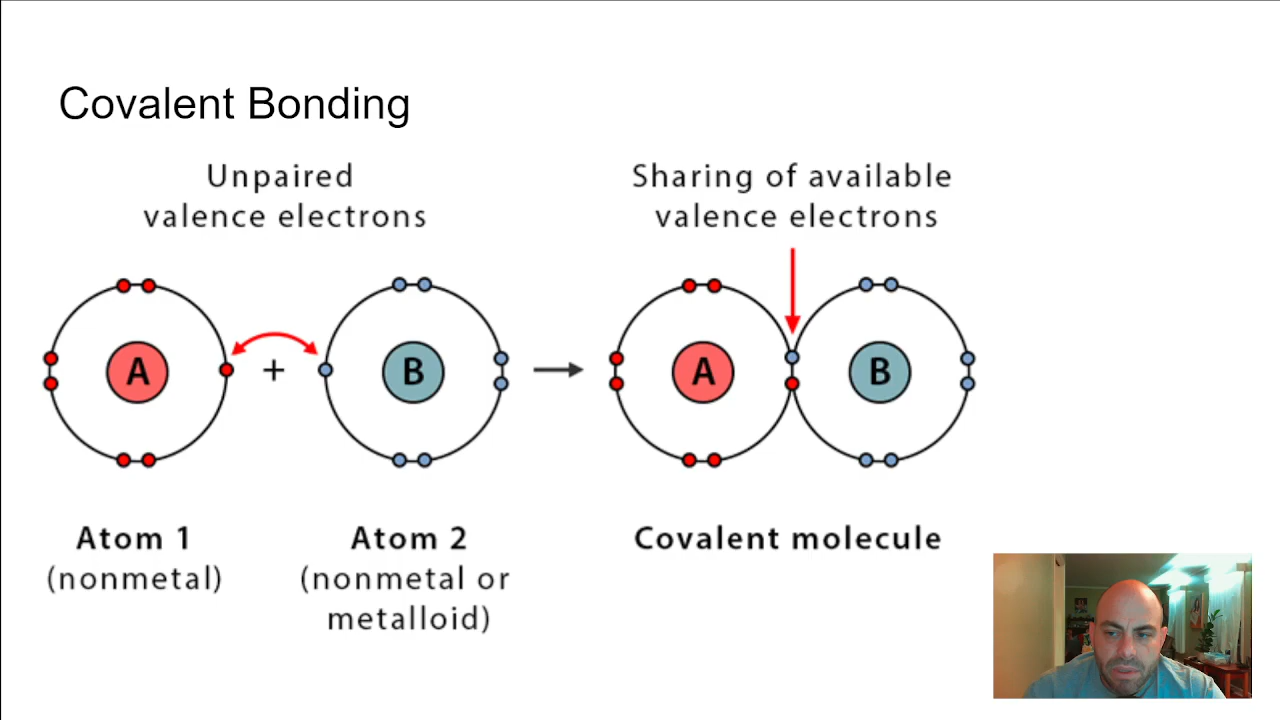 Covalent Bonding
Unpaired
valence electrons
Sharing of available
valence electrons
A
+
B
A
B
Atom 1
(nonmetal)
Atom 2
(nonmetal or
metalloid)
Covalent molecule